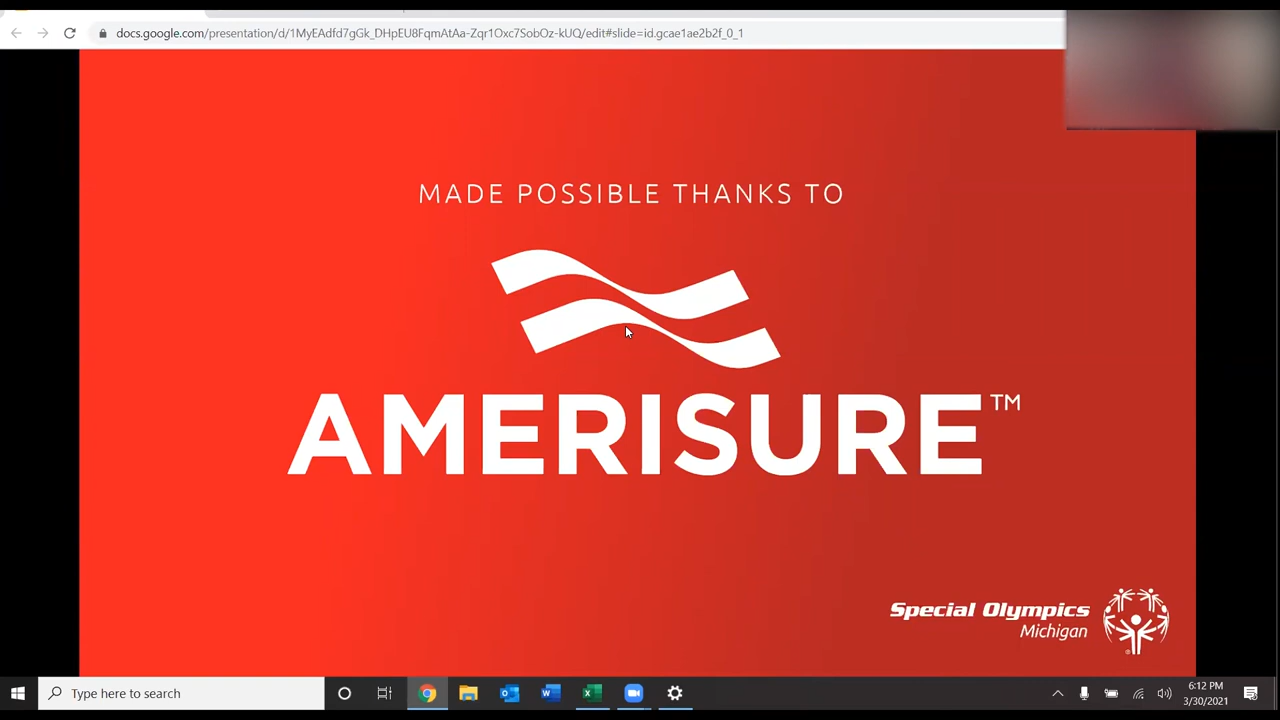 docs.google.com/presentation/d/1MyEAdfd7gGk_DHpEU8FqmAtAa-Zqr1Oxc7SobOz-kUQ/edit#slide=id.gcae1ae2b2f_0_1
MADE POSSIBLE THANKS TO
AMERISURE™
Special Olympics
Michigan
Type here to search
6:12 PM
3/30/2021